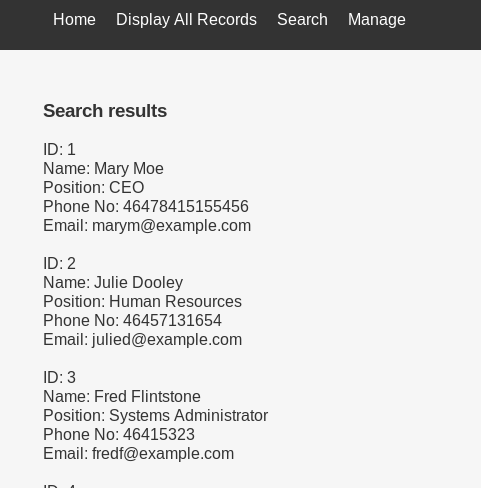 Home Display All Records Search Manage
Search results
ID: 1
Name: Mary Moe
Position: CEO
Phone No: 46478415155456
Email: marym@example.com
ID: 2
Name: Julie Dooley
Position: Human Resources
Phone No: 46457131654
Email: julied@example.com
ID: 3
Name: Fred Flintstone
Position: Systems Administrator
Phone No: 46415323
Email: fredf@example.com
ID: 4